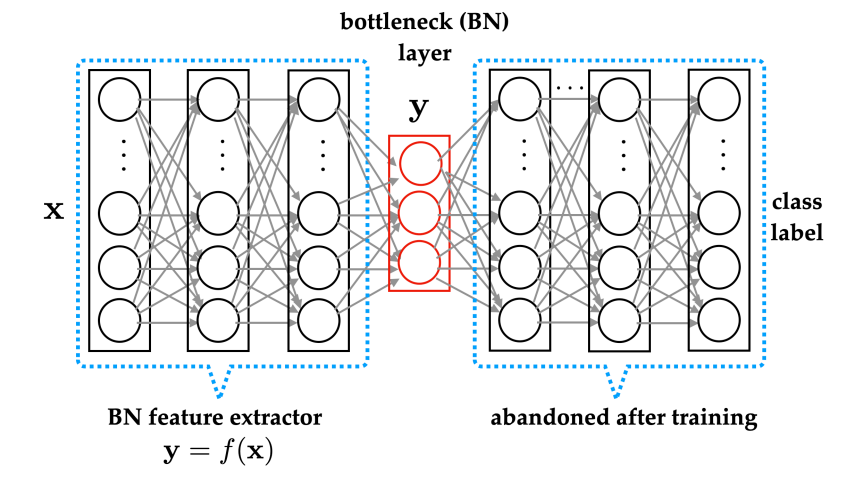 bottleneck (BN)
layer
y
x
class
label
BN feature extractor
y = f(x)
abandoned after training